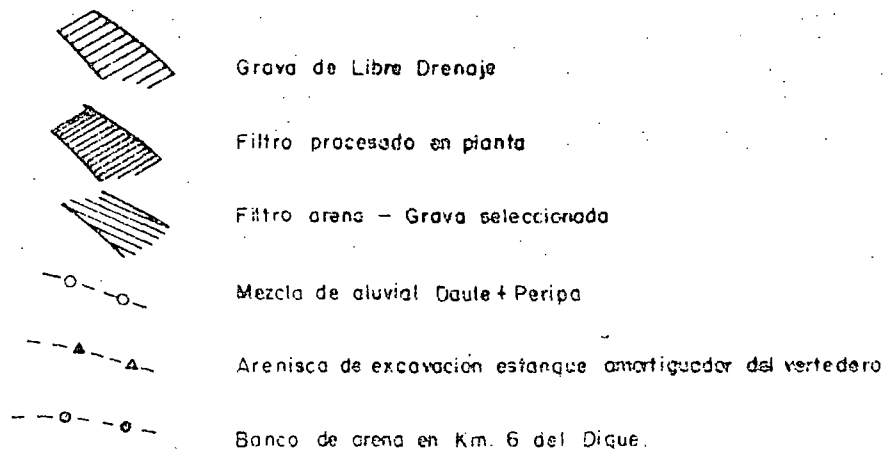 Grava de Libre Drenaje
Filtro procesado en planta
Filtro arena - Grava seleccionada
Mezcla de aluvial Daule + Peripa
Arenisca de excavación estanque amortiguador del vertedero
Banco de arena en Km. 6 del Dique.